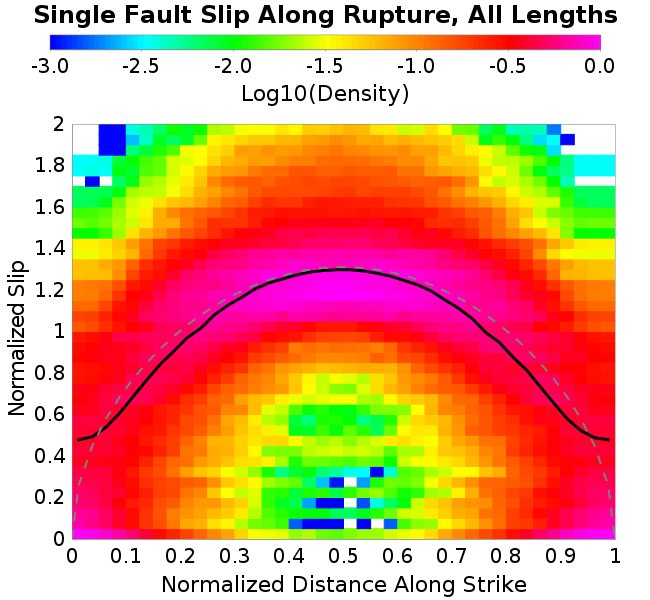 Single Fault Slip Along Rupture, All Lengths
-3.0 -2.5 -2.0 -1.5 -1.0 -0.5 0.0
Log10(Density)
2
1.8
1.6
1.4
1.2
1
0.8
0.6
0.4
0.2
0
Normalized Slip
0 0.1 0.2 0.3 0.4 0.5 0.6 0.7 0.8 0.9 1
Normalized Distance Along Strike